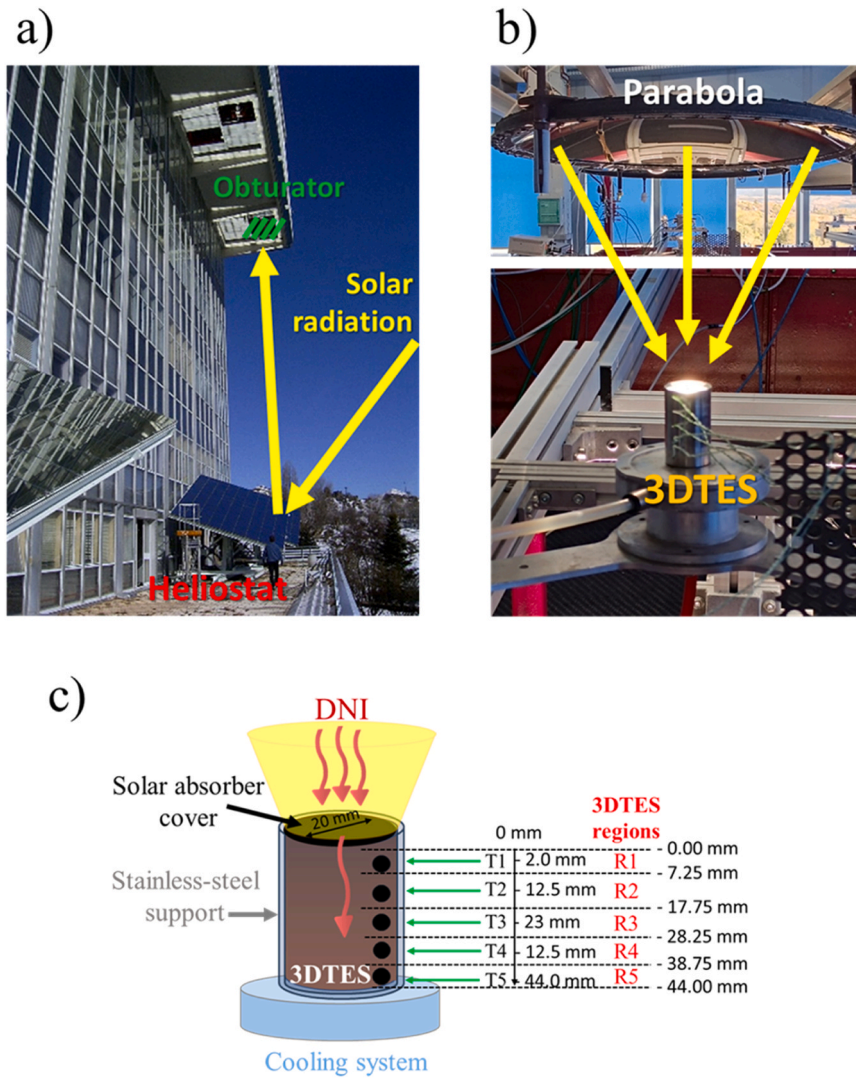 a)
Obturator
Solar
radiation
Heliostat
b)
Parabola
3DTES
c)
DNI
Solar absorber
cover
20 mm
Stainless-steel
support
3DTES
Cooling system
0 mm
3DTES
regions
0.00 mm
T1 2.0 mm R1
7.25 mm
T2 12.5 mm R2
17.75 mm
T3 23 mm R3
28.25 mm
T4 12.5 mm R4
38.75 mm
T5 44.0 mm R5
44.00 mm